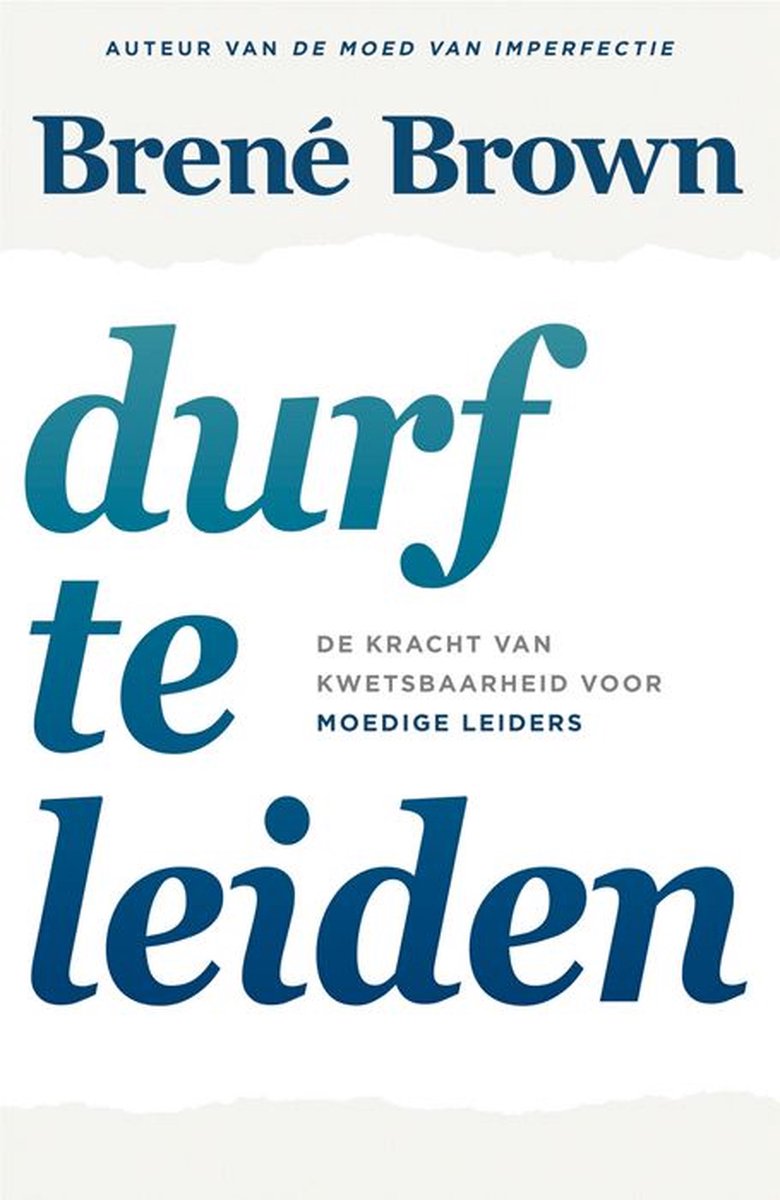 AUTEUR VAN DE MOED VAN IMPERFECTIE
Brené Brown
durf
te
DE KRACHT VAN
KWETSBAARHEID VOOR
MOEDIGE LEIDERS
leiden